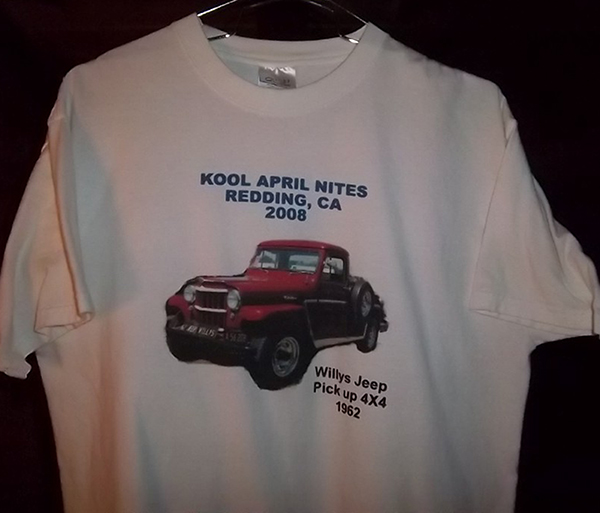 KOOL APRIL NITES
REDDING, CA
2008
Willys Jeep
Pick up 4X4
1962